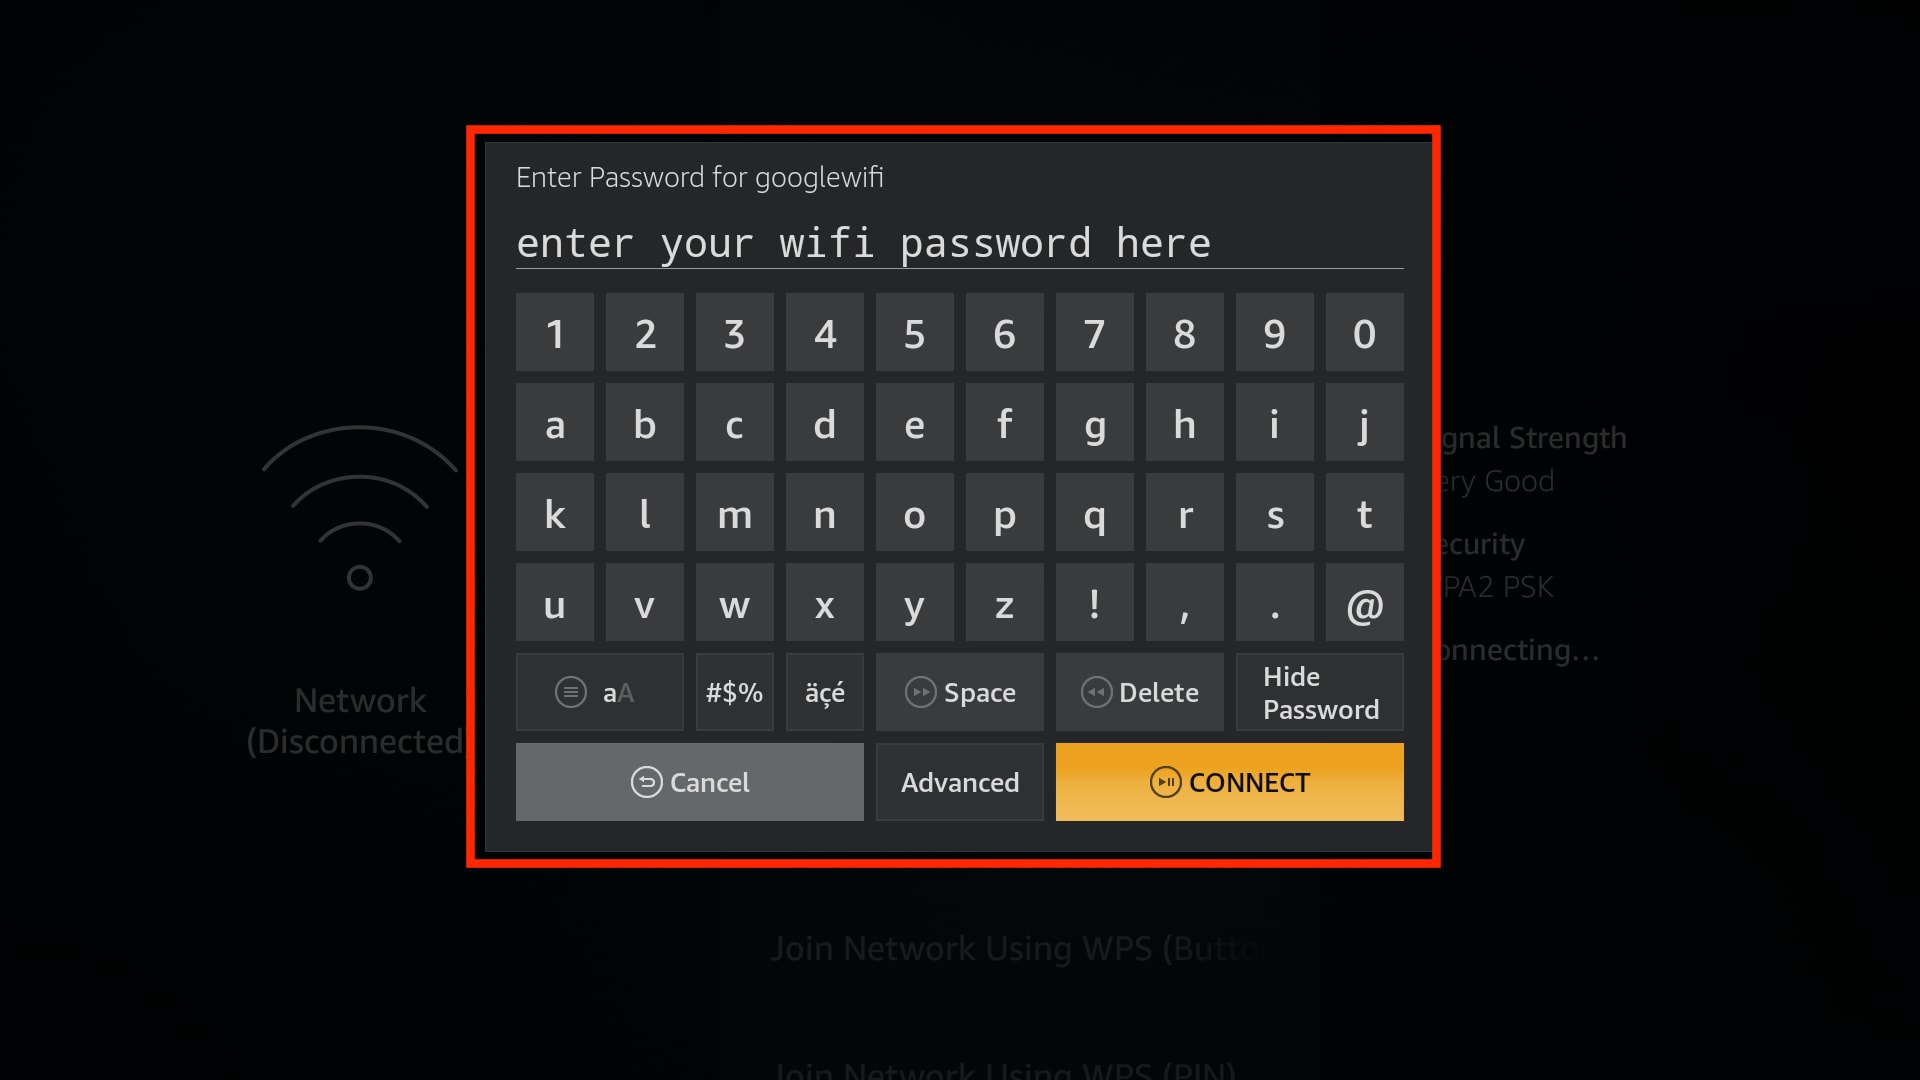 Enter Password for googlewifi
enter your wifi password here
1 2 3 4 5 6 7 8 9 0
a b c d e f g h i j
k l m n o p q r s t
u v w x y z ! , . @
aA #$% äçé Space Delete Hide Password
Cancel Advanced CONNECT
Network
(Disconnected
gnal Strength
ery Good
ecurity
PA2 PSK
onnecting...
Join Network Using WPS (Butto
Join Network Using WPS (PIN)